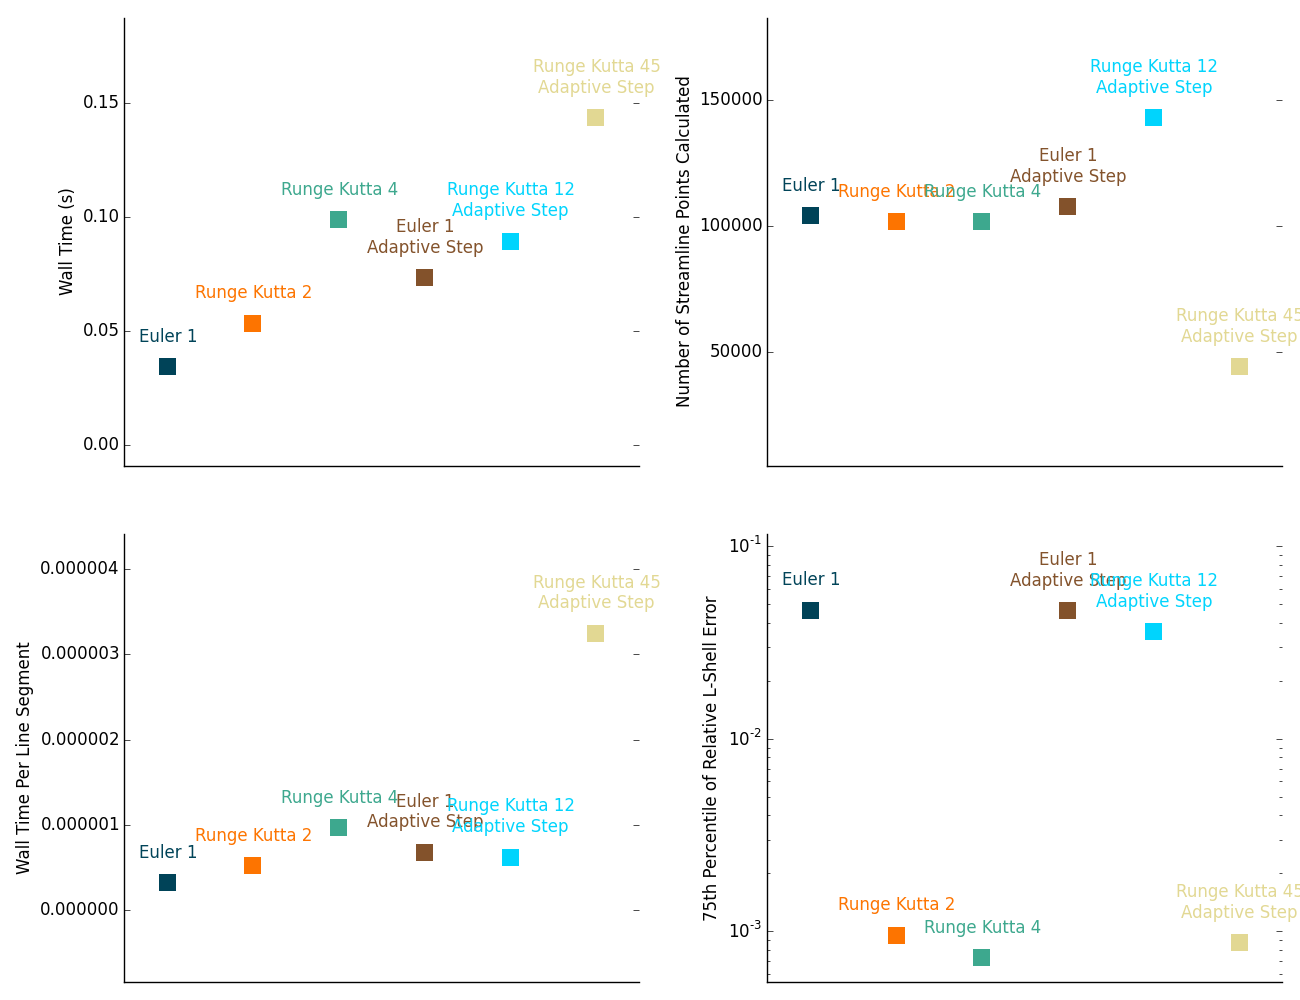 Wall Time (s)
0.15
0.10
0.05
0.00
Euler 1
Runge Kutta 2
Runge Kutta 4
Euler 1
Adaptive Step
Runge Kutta 12
Adaptive Step
Runge Kutta 45
Adaptive Step
Number of Streamline Points Calculated
150000
100000
50000
Euler 1
Runge Kutta 2
Runge Kutta 4
Euler 1
Adaptive Step
Runge Kutta 12
Adaptive Step
Runge Kutta 45
Adaptive Step
Wall Time Per Line Segment
0.000004
0.000003
0.000002
0.000001
0.000000
Euler 1
Runge Kutta 2
Runge Kutta 4
Euler 1
Adaptive Step
Runge Kutta 12
Adaptive Step
Runge Kutta 45
Adaptive Step
75th Percentile of Relative L-Shell Error
10⁻¹
10⁻²
10⁻³
Euler 1
Runge Kutta 2
Runge Kutta 4
Euler 1
Adaptive Step
Runge Kutta 12
Adaptive Step
Runge Kutta 45
Adaptive Step